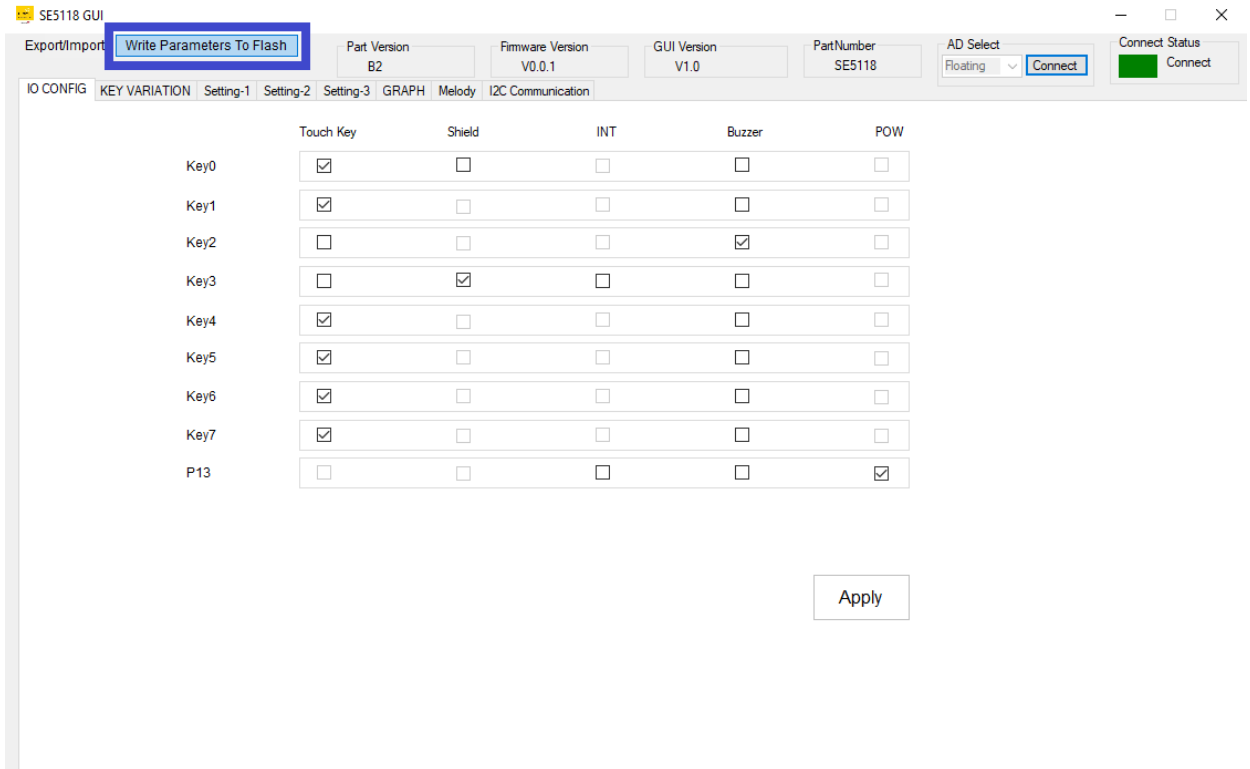 SE5118 GUI
Export/Import Write Parameters To Flash
Part Version
B2
Firmware Version
V0.0.1
GUI Version
V1.0
PartNumber
SE5118
AD Select
Floating Connect
Connect Status
Connect
IO CONFIG KEY VARIATION Setting-1 Setting-2 Setting-3 GRAPH Melody I2C Communication
Touch Key Shield INT Buzzer POW
Key0
Key1
Key2
Key3
Key4
Key5
Key6
Key7
P13
Apply